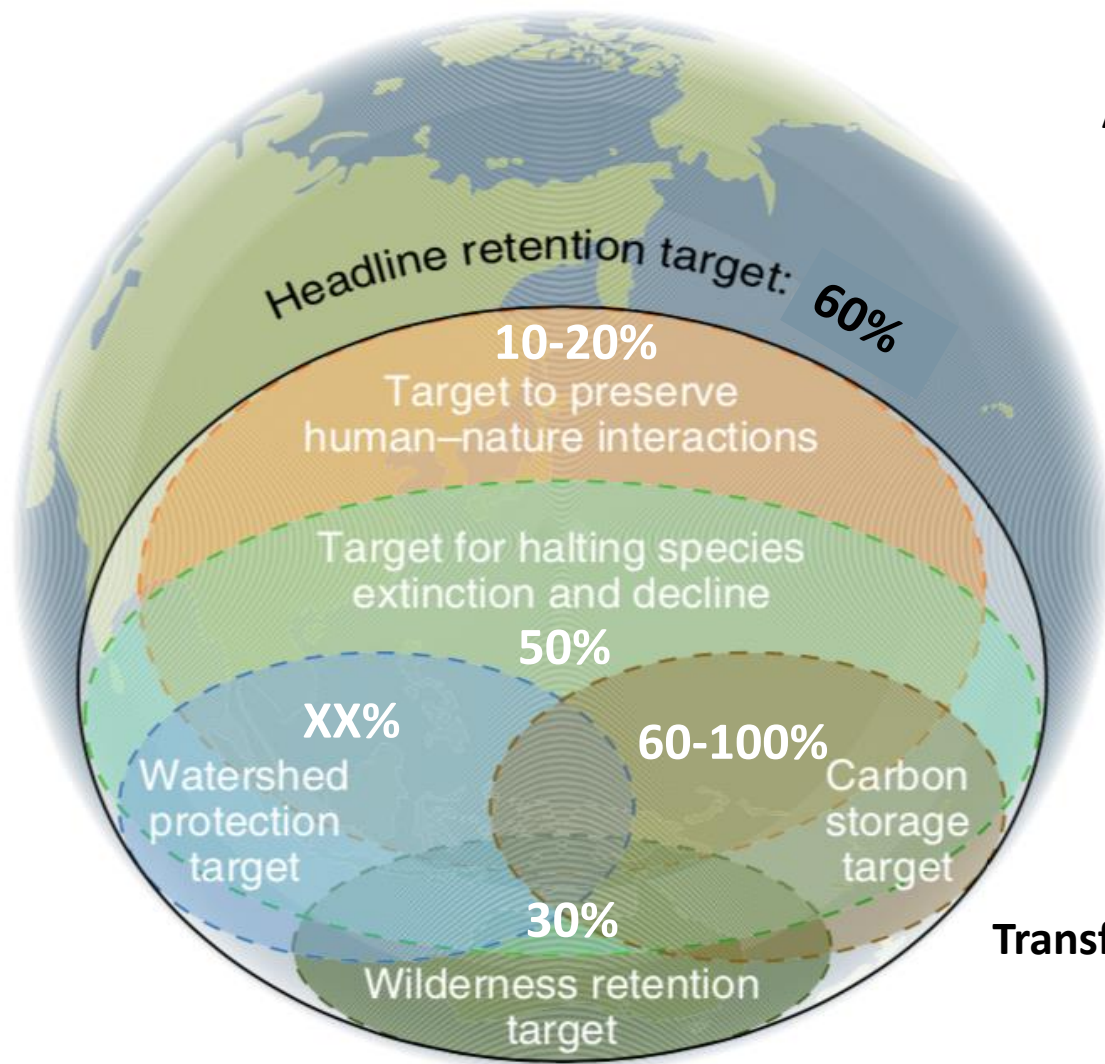 Headline retention target: 60%
10-20%
Target to preserve
human–nature interactions
Target for halting species
extinction and decline
50%
XX%
60-100%
Watershed
protection
target
Carbon
storage
target
30%
Wilderness retention
target
Transf